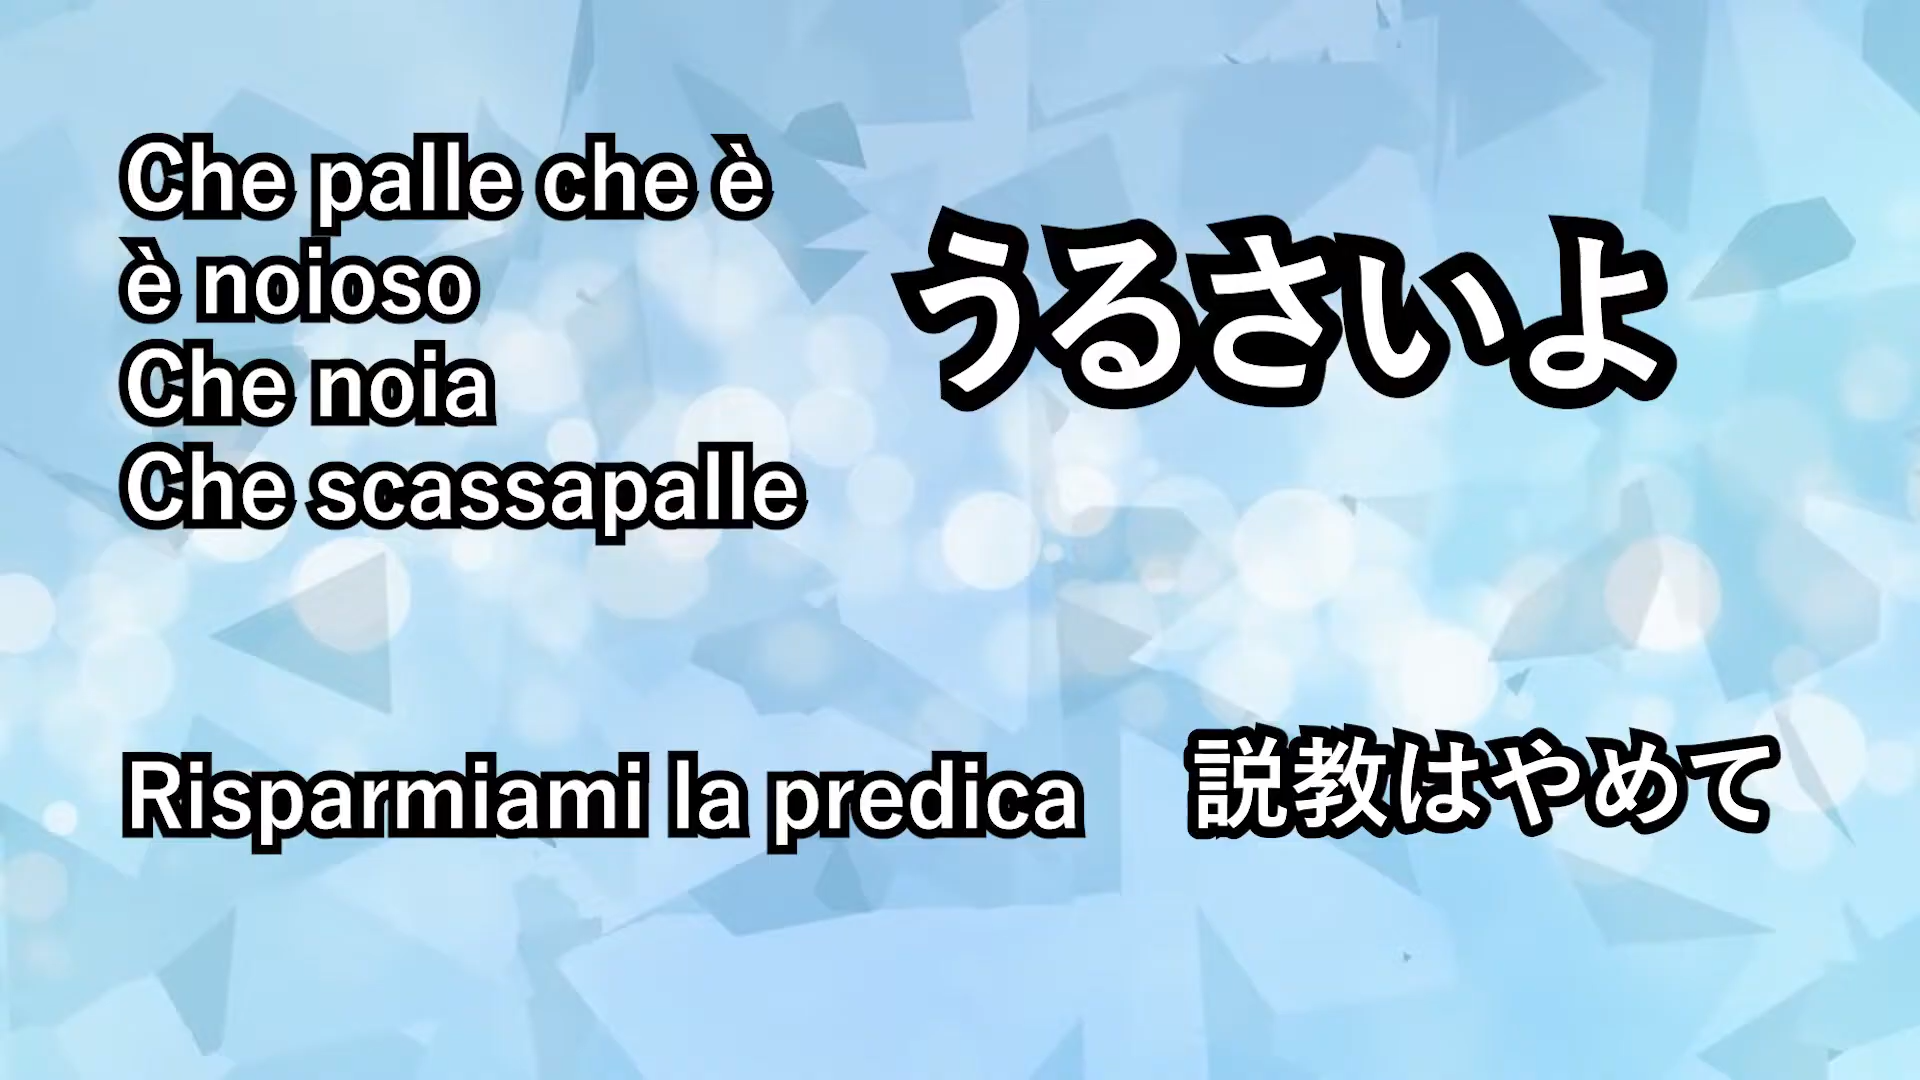 Che palle che è
è noioso
Che noia
Che scassapalle
うるさいよ
Risparmiami la predica
説教はやめて